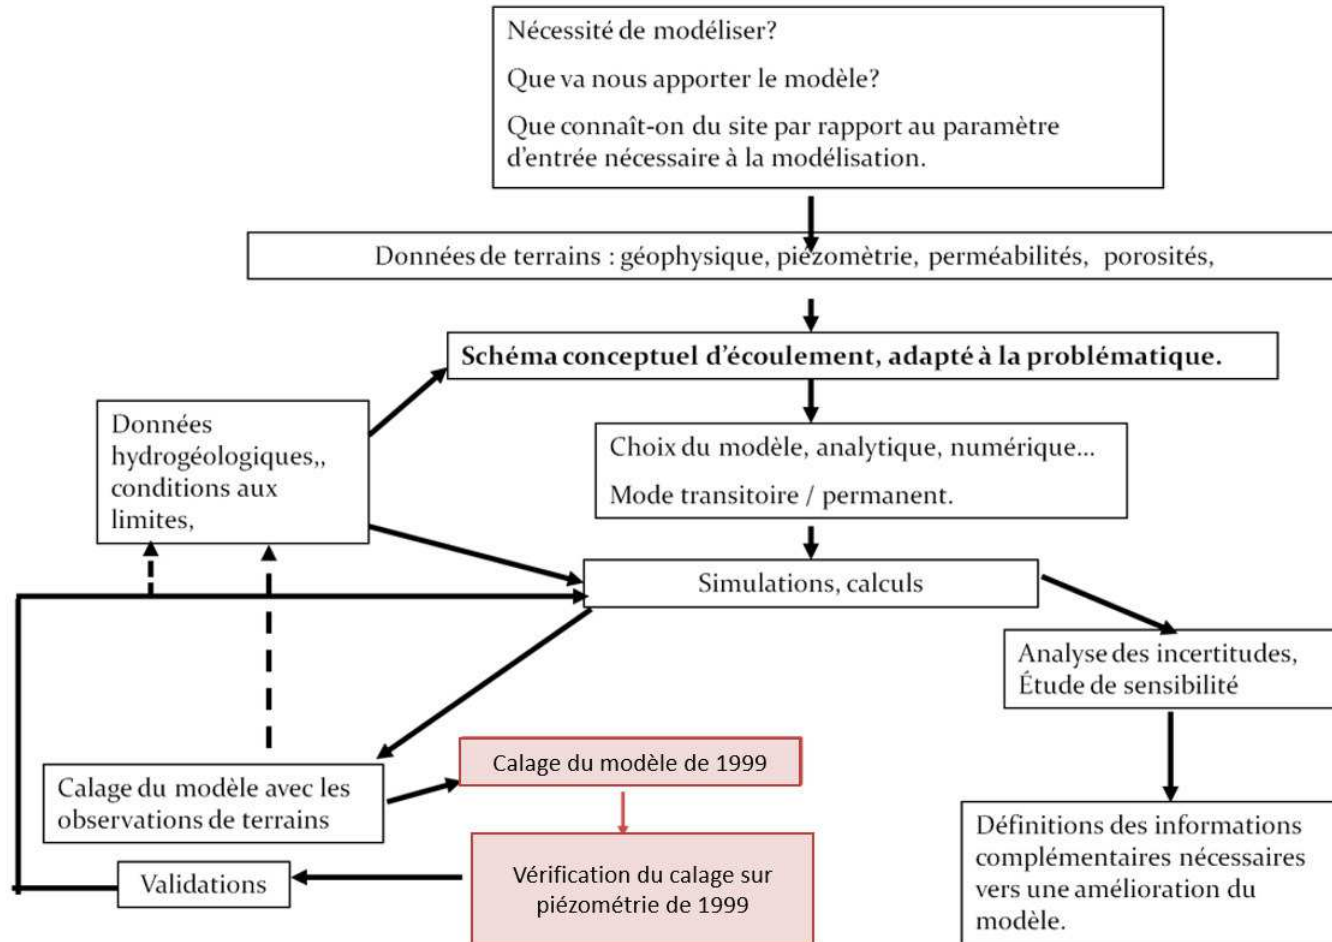 Nécessité de modéliser?
Que va nous apporter le modèle?
Que connaît-on du site par rapport au paramètre
d'entrée nécessaire à la modélisation.
Données de terrains : géophysique, piézomètrie, perméabilités, porosités,
Schéma conceptuel d'écoulement, adapté à la problématique.
Données
hydrogéologiques,,
conditions aux
limites,
Choix du modèle, analytique, numérique...
Mode transitoire / permanent.
Simulations, calculs
Analyse des incertitudes,
Étude de sensibilité
Calage du modèle de 1999
Calage du modèle avec les
observations de terrains
Définitions des informations
complémentaires nécessaires
vers une amélioration du
modèle.
Vérification du calage sur
piézométrie de 1999
Validations